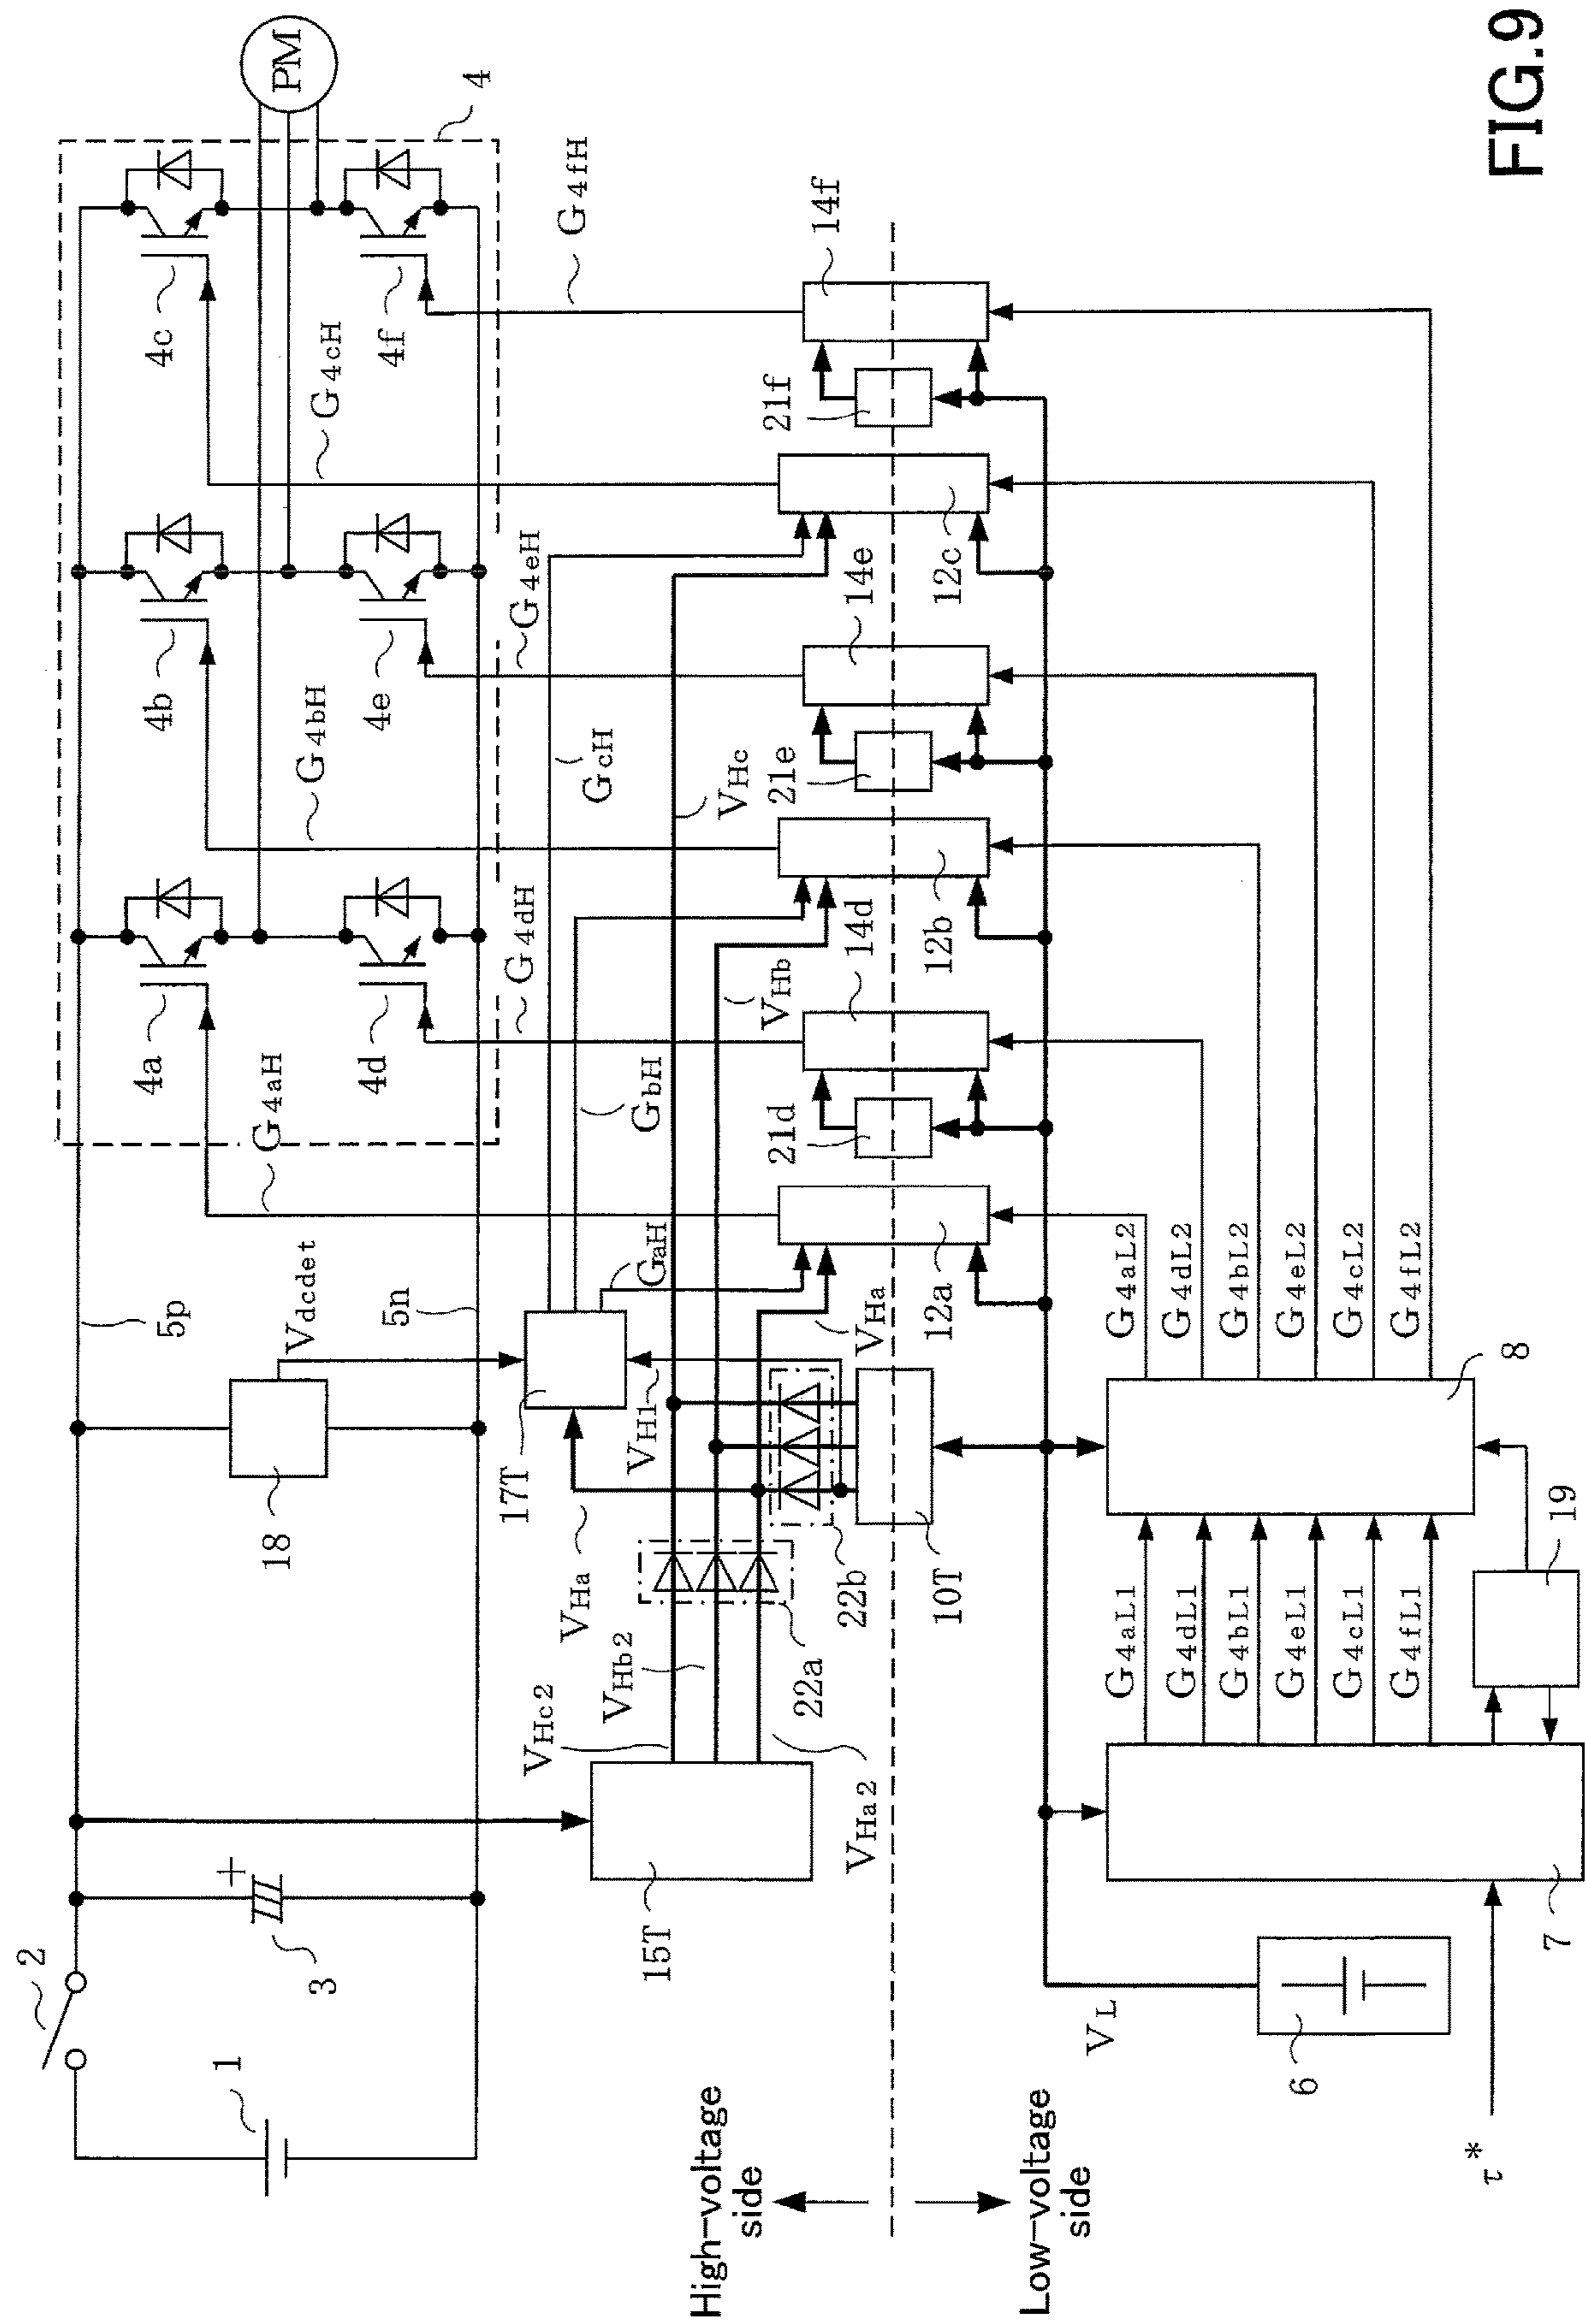 FIG.9
PM
4
4c
4f
4b
4e
4a
4d
G4fH
G4cH
G4eH
G4bH
G4dH
G4aH
5p
5n
Vdcdet
18
2
3
+
1
GcH
GbH
GaH
VHc
VHb
VHa
VH1
VHa
17T
22a
22b
10T
VHc2
VHb2
VHa2
15T
14f
21f
12c
14e
21e
12b
14d
21d
12a
G4aL2
G4dL2
G4bL2
G4eL2
G4cL2
G4fL2
8
19
G4aL1
G4dL1
G4bL1
G4eL1
G4cL1
G4fL1
7
VL
6
τ*
High-voltage
side
Low-voltage
side